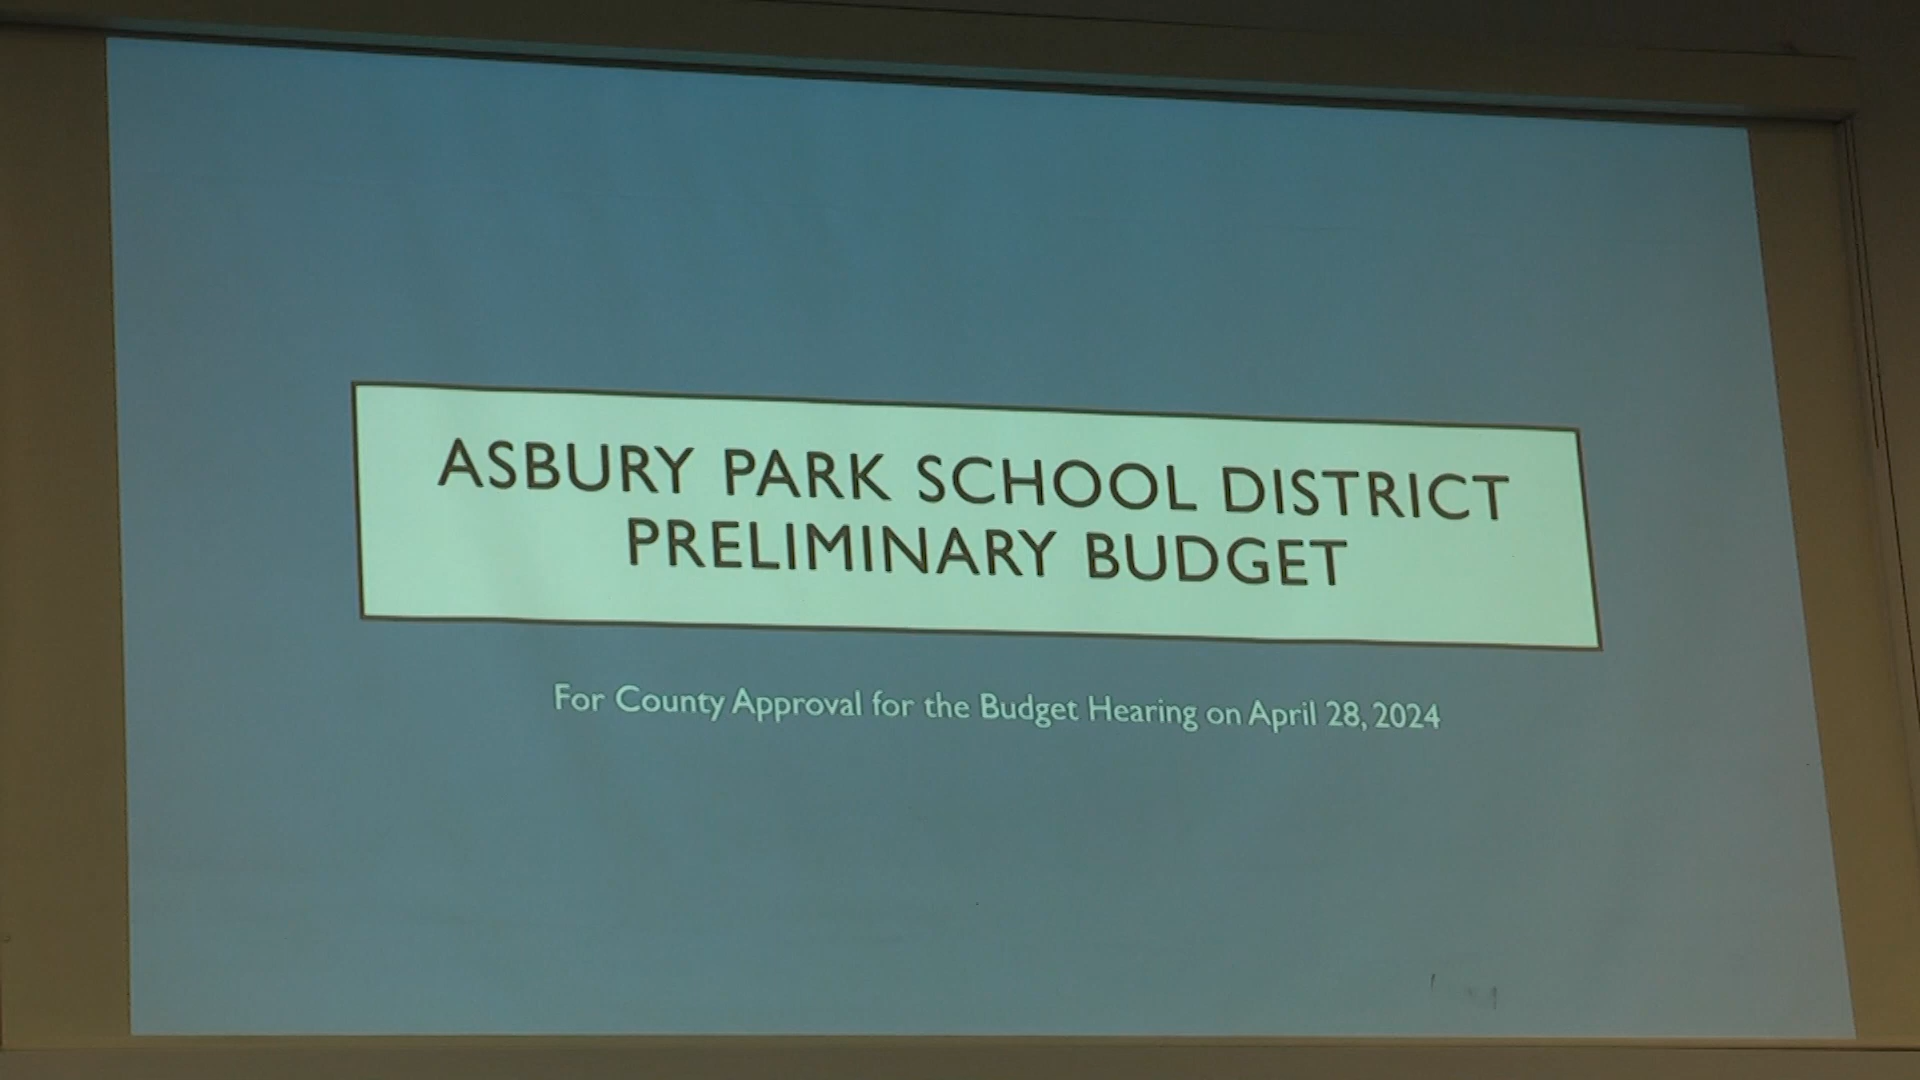 ASBURY PARK SCHOOL DISTRICT
PRELIMINARY BUDGET
For County Approval for the Budget Hearing on April 28, 2024